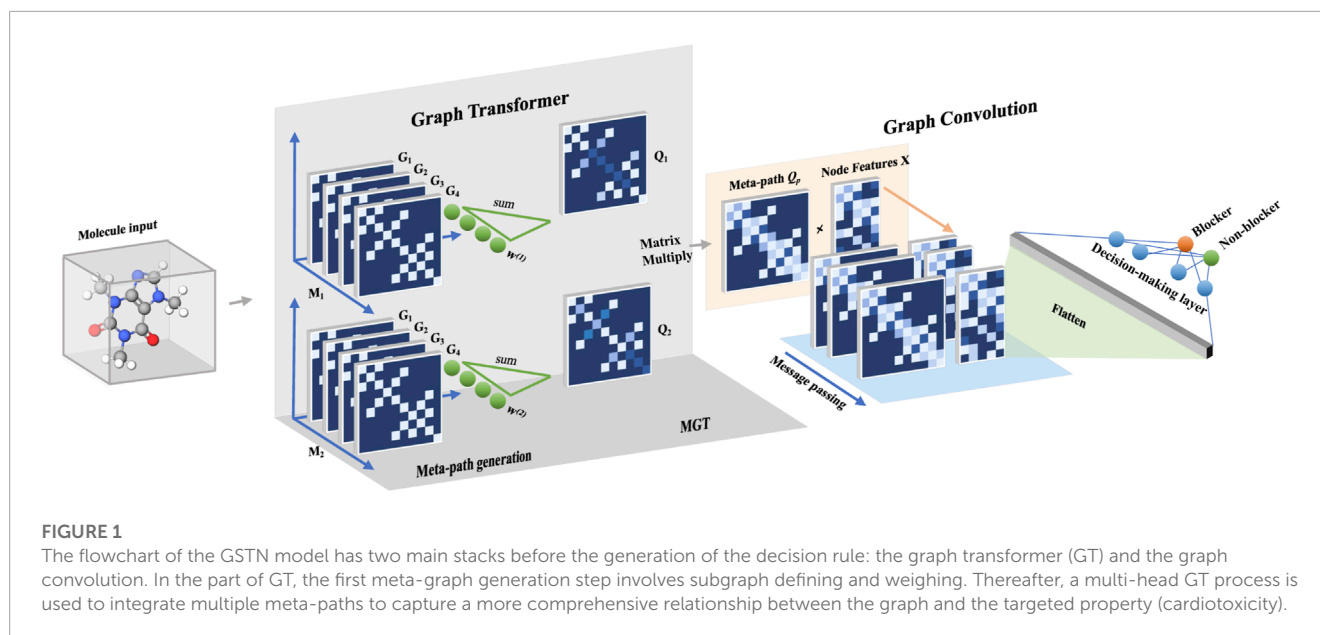 Graph Transformer
Graph Convolution
Molecule input
G₁
G₂
G₃
G₄
sum
W⁽¹⁾
M₁
Q₁
G₁
G₂
G₃
G₄
sum
W⁽²⁾
M₂
Q₂
Meta-path generation
MGT
Matrix
Multiply
Meta-path Qₚ
Node Features X
×
Message passing
Flatten
Decision-making layer
Blocker
Non-blocker
FIGURE 1
The flowchart of the GSTN model has two main stacks before the generation of the decision rule: the graph transformer (GT) and the graph
convolution. In the part of GT, the first meta-graph generation step involves subgraph defining and weighing. Thereafter, a multi-head GT process is
used to integrate multiple meta-paths to capture a more comprehensive relationship between the graph and the targeted property (cardiotoxicity).